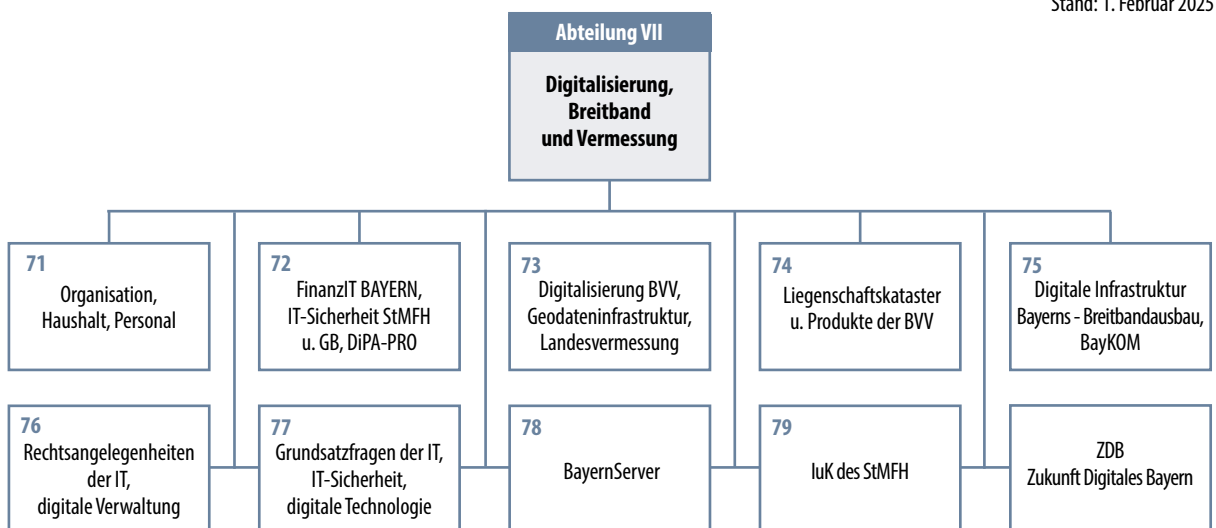 Stand: 1. Februar 2025
Abteilung VII
Digitalisierung,
Breitband
und Vermessung
71
Organisation,
Haushalt, Personal
72
FinanzIT BAYERN,
IT-Sicherheit StMFH
u. GB, DiPA-PRO
73
Digitalisierung BVV,
Geodateninfrastruktur,
Landesvermessung
74
Liegenschaftskataster
u. Produkte der BVV
75
Digitale Infrastruktur
Bayerns - Breitbandausbau,
BayKOM
76
Rechtsangelegenheiten
der IT,
digitale Verwaltung
77
Grundsatzfragen der IT,
IT-Sicherheit,
digitale Technologie
78
BayernServer
79
IuK des StMFH
ZDB
Zukunft Digitales Bayern